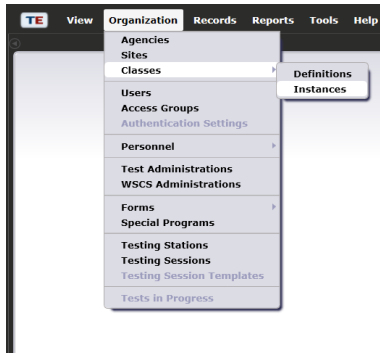 TE View Organization Records Reports Tools Help
Agencies
Sites
Classes
Definitions
Instances
Users
Access Groups
Authentication Settings
Personnel
Test Administrations
WSCS Administrations
Forms
Special Programs
Testing Stations
Testing Sessions
Testing Session Templates
Tests in Progress